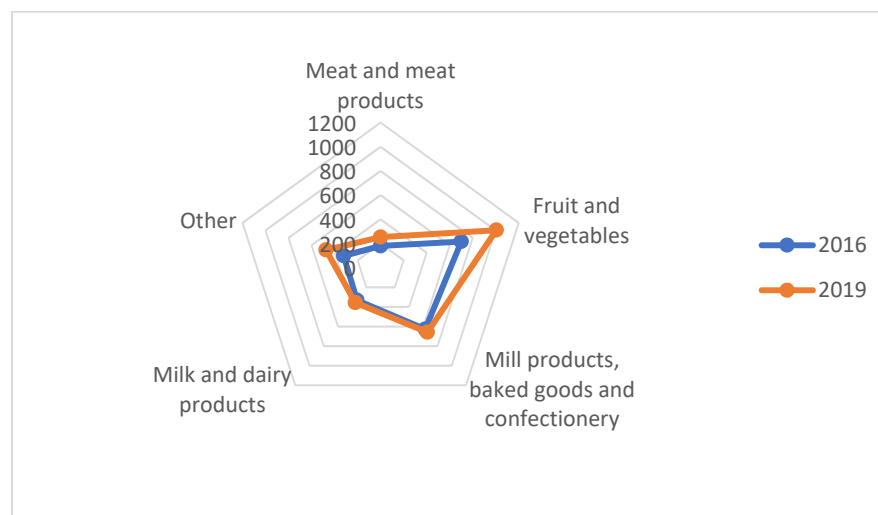 Meat and meat
products
1200
1000
800
600
400
200
0
Fruit and
vegetables
Mill products,
baked goods and
confectionery
Milk and dairy
products
Other
2016
2019